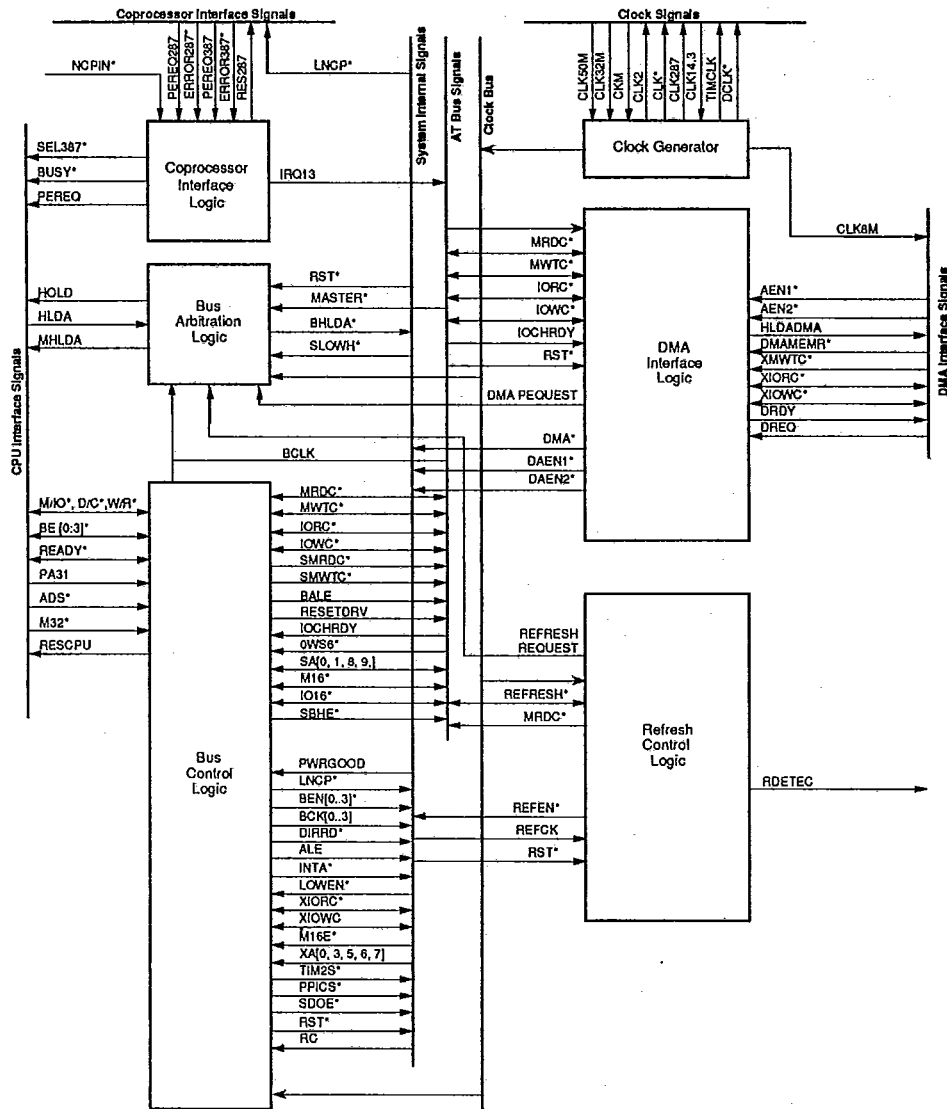 Coprocessor Interface Signals
Clock Signals
NCPIN*
PEREQ287
ERROR287*
PEREQ387
ERROR387*
RES287
LNCP*
System Internal Signals
AT Bus Signals
Clock Bus
CLK50M
CLK32M
CKM
CLK2
CLK*
CLK287
CLK14.3
TIMCLK
DCLK*
SEL387*
BUSY*
PEREQ
Coprocessor
Interface
Logic
IRQ13
Clock Generator
CLK8M
CPU Interface Signals
HOLD
HLDA
MHLDA
Bus
Arbitration
Logic
RST*
MASTER*
BHLDA*
SLOWH*
MRDC*
MWTC*
IORC*
IOWC*
IOCHRDY
RST*
DMA PEQUEST
DMA*
DAEN1*
DAEN2*
DMA
Interface
Logic
AEN1*
AEN2*
HLDADMA
DMAMEMR*
XMWTC*
XIORC*
XIOWC*
DRDY
DREQ
DMA Interface Signals
BCLK
M/IO*, D/C*,W/R*
BE [0:3]*
READY*
PA31
ADS*
M32*
RESCPU
Bus
Control
Logic
MRDC*
MWTC*
IORC*
IOWC*
SMRDC*
SMWTC*
BALE
RESETDRV
IOCHRDY
0WS6*
SA[0, 1, 8, 9,]
M16*
IO16*
SBHE*
PWRGOOD
LNCP*
BEN[0..3]*
BCK[0..3]
DIRRD*
ALE
INTA*
LOWEN*
XIORC*
XIOWC
M16E*
XA[0, 3, 5, 6, 7]
TIM2S*
PPICS*
SDOE*
RST*
RC
REFRESH
REQUEST
REFRESH*
MRDC*
REFEN*
REFCK
RST*
Refresh
Control
Logic
RDETEC